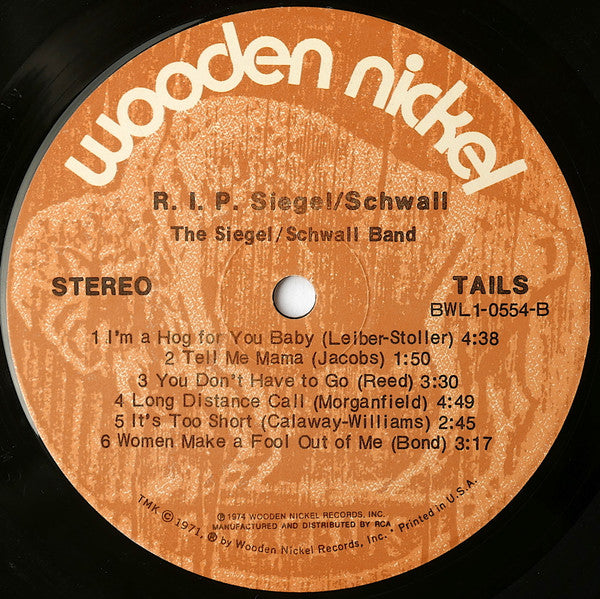 wooden nickel
R. I. P. Siegel/Schwall
The Siegel/Schwall Band
STEREO
TAILS
BWL1-0554-B
1 I'm a Hog for You Baby (Leiber-Stoller) 4:38
2 Tell Me Mama (Jacobs) 1:50
3 You Don't Have to Go (Reed) 3:30
4 Long Distance Call (Morganfield) 4:49
5 It's Too Short (Calaway-Williams) 2:45
6 Women Make a Fool Out of Me (Bond) 3:17
℗ 1974 WOODEN NICKEL RECORDS, INC.
MANUFACTURED AND DISTRIBUTED BY RCA
TMK © 1971, ® by Wooden Nickel Records, Inc. · Printed in U.S.A.